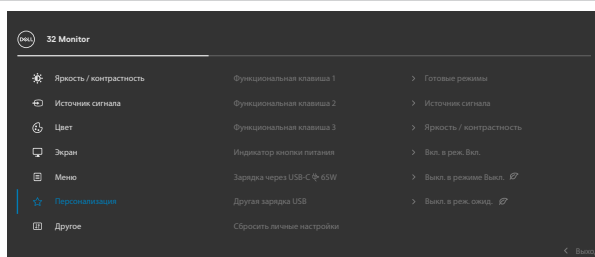 DELL 32 Monitor
Яркость / контрастность Функциональная клавиша 1 > Готовые режимы
Источник сигнала Функциональная клавиша 2 > Источник сигнала
Цвет Функциональная клавиша 3 > Яркость / контрастность
Экран Индикатор кнопки питания > Вкл. в реж. Вкл.
Меню Зарядка через USB-C 65W > Выкл. в режиме Выкл.
Персонализация Другая зарядка USB > Выкл. в реж. ожид.
Другое Сбросить личные настройки
< Выхо